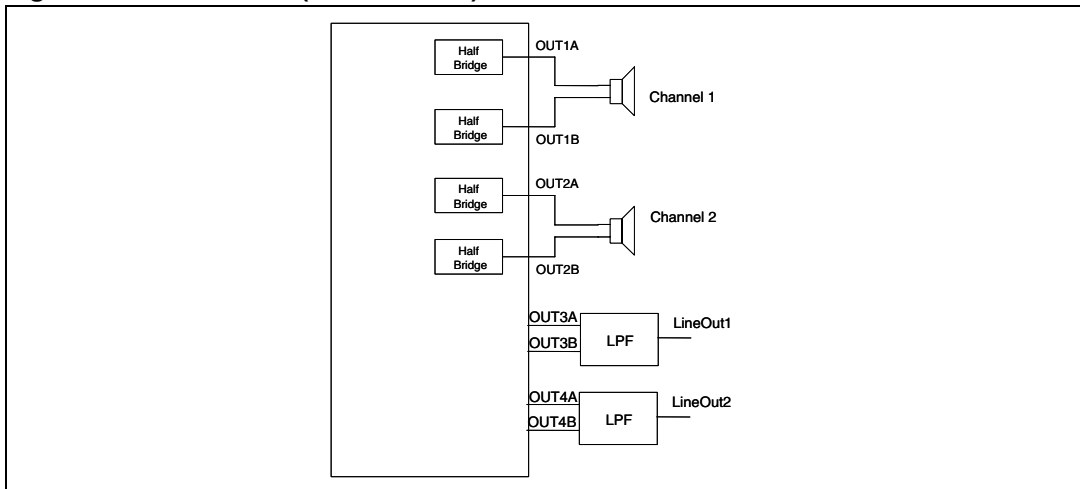 Half
Bridge
OUT1A
Channel 1
Half
Bridge
OUT1B
Half
Bridge
OUT2A
Channel 2
Half
Bridge
OUT2B
OUT3A
OUT3B
LPF
LineOut1
OUT4A
OUT4B
LPF
LineOut2